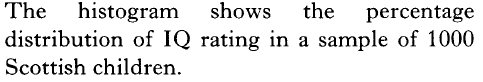 The histogram shows the percentage
distribution of IQ rating in a sample of 1000
Scottish children.